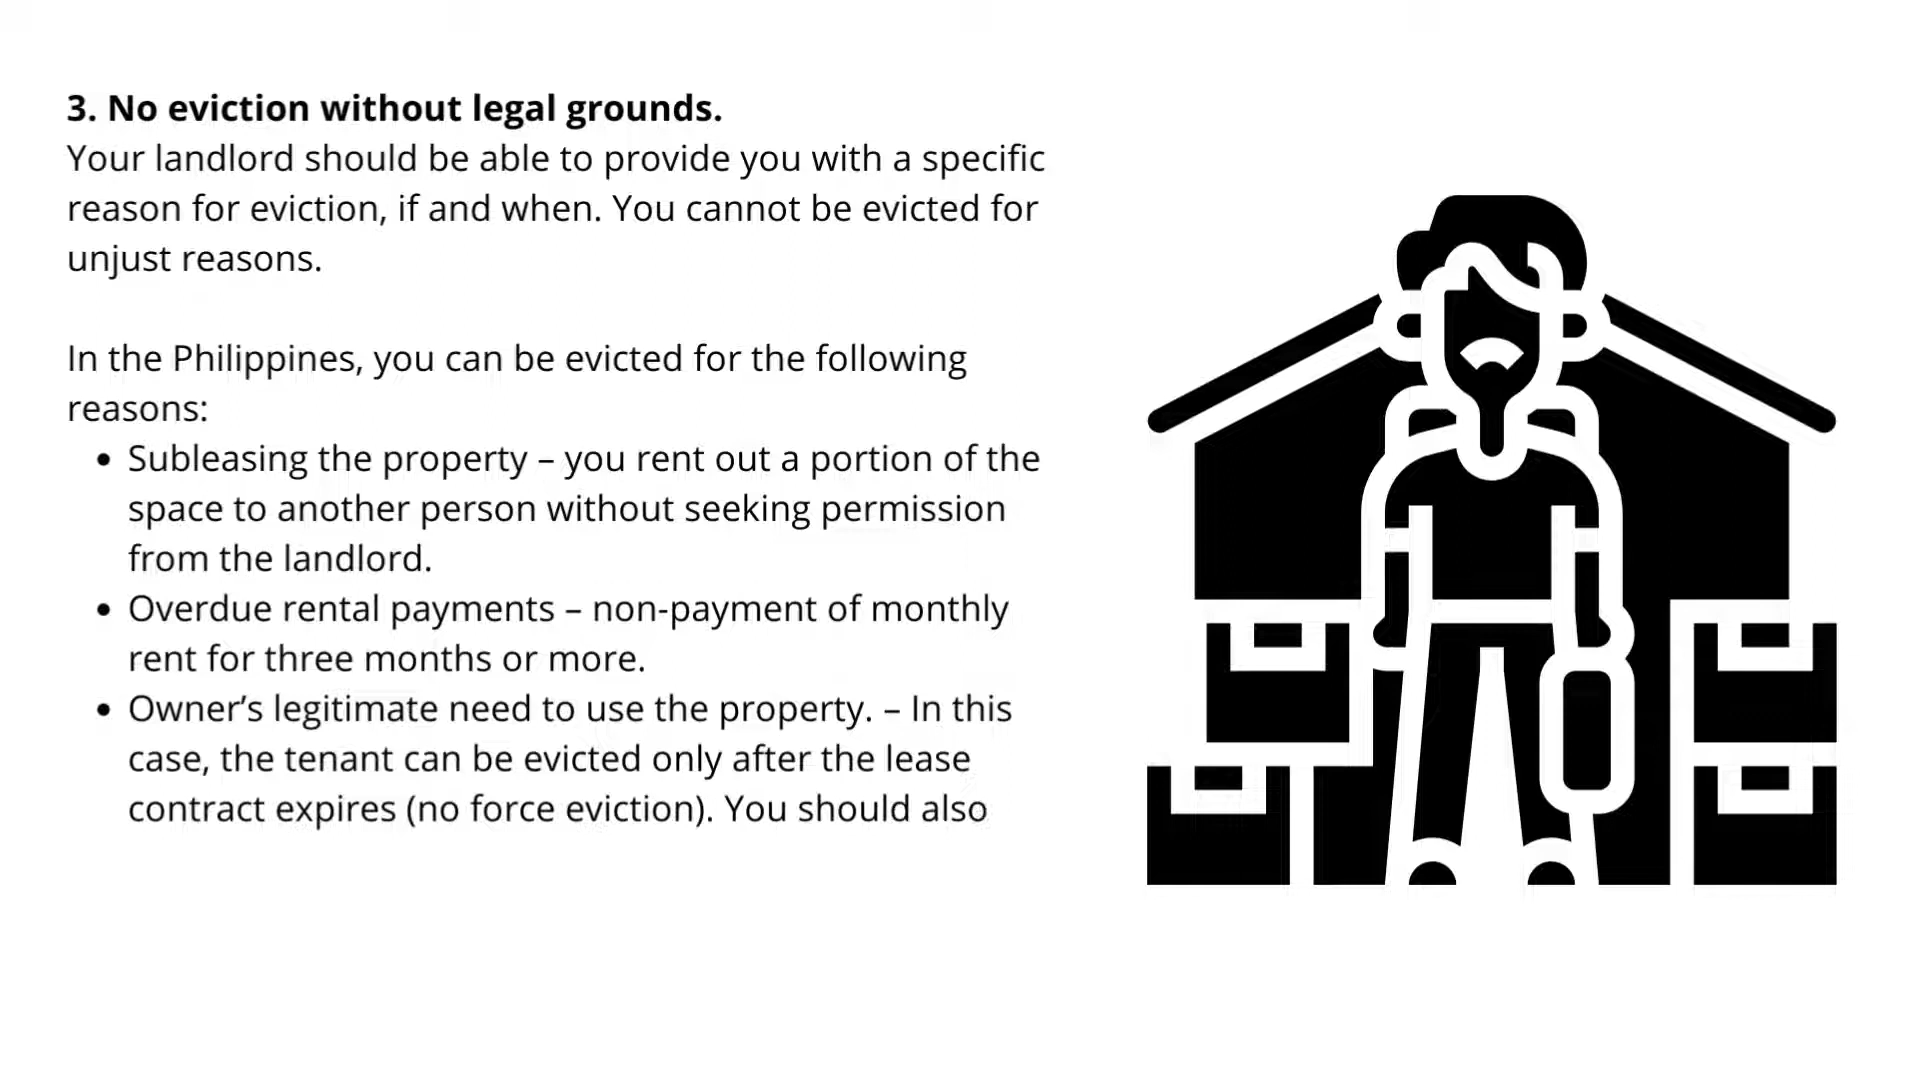 3. No eviction without legal grounds.
Your landlord should be able to provide you with a specific
reason for eviction, if and when. You cannot be evicted for
unjust reasons.
In the Philippines, you can be evicted for the following
reasons:
• Subleasing the property – you rent out a portion of the
space to another person without seeking permission
from the landlord.
• Overdue rental payments – non-payment of monthly
rent for three months or more.
• Owner’s legitimate need to use the property. – In this
case, the tenant can be evicted only after the lease
contract expires (no force eviction). You should also